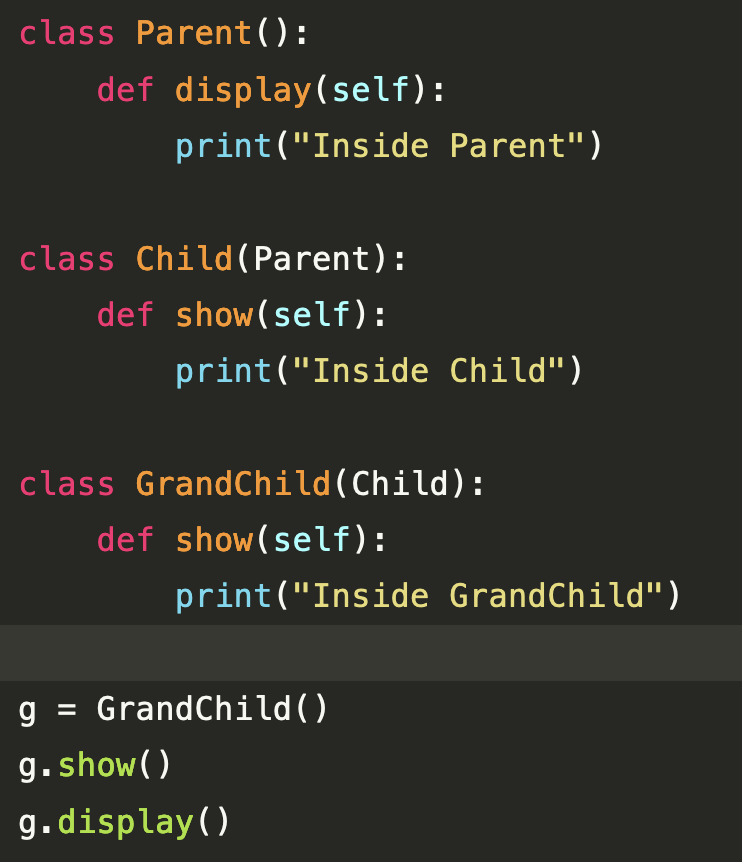 class Parent():
    def display(self):
        print("Inside Parent")

class Child(Parent):
    def show(self):
        print("Inside Child")

class GrandChild(Child):
    def show(self):
        print("Inside GrandChild")

g = GrandChild()
g.show()
g.display()